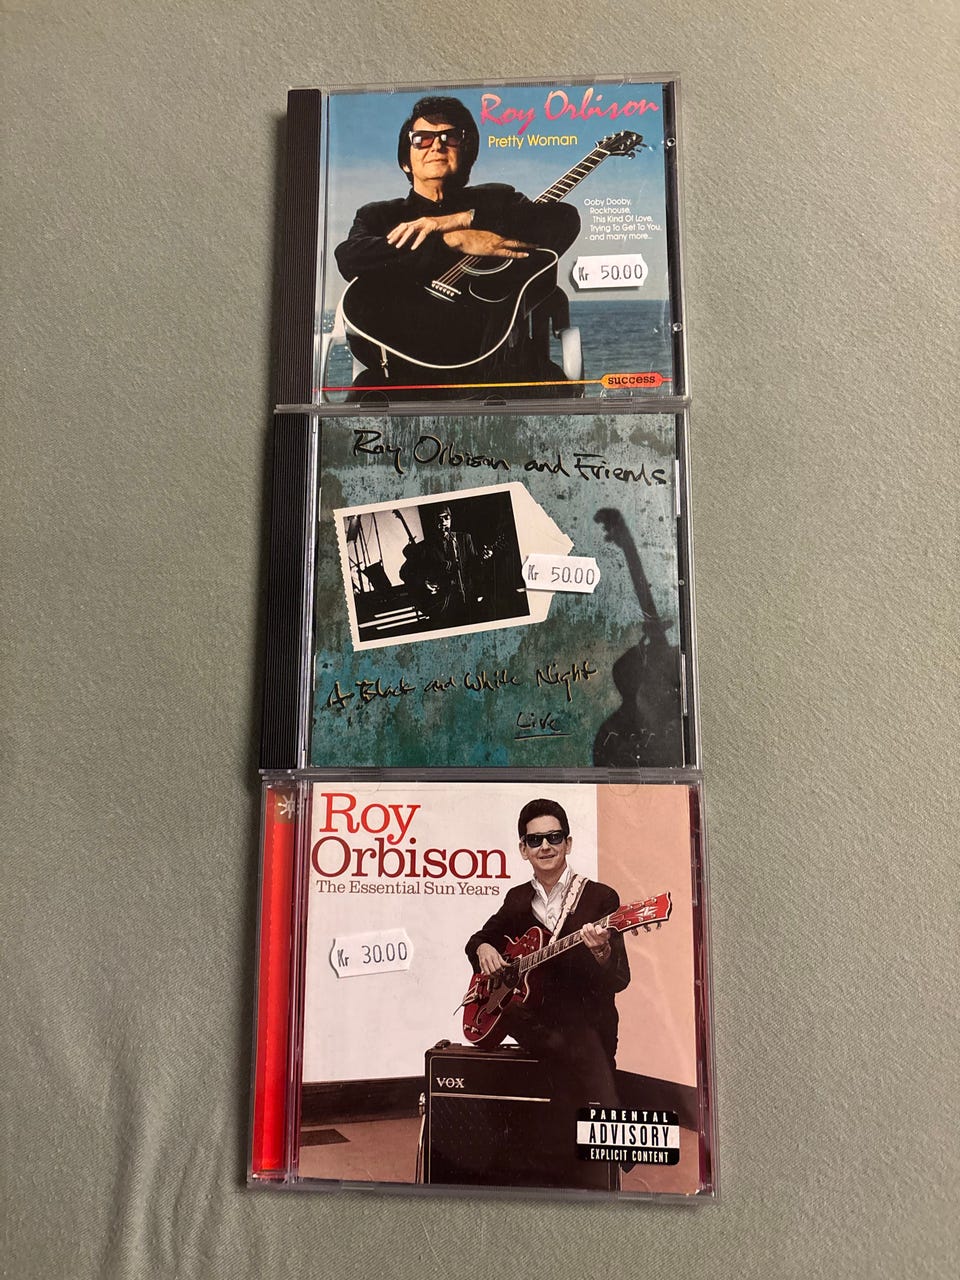 Roy Orbison
Pretty Woman
Ooby Dooby,
Rockhouse,
This Kind Of Love,
Trying To Get To You,
- and many more...
Kr 50.00
success
Roy Orbison and Friends
Kr 50.00
A Black and White Night
Live
Roy
Orbison
The Essential Sun Years
Kr 30.00
VOX
PARENTAL
ADVISORY
EXPLICIT CONTENT